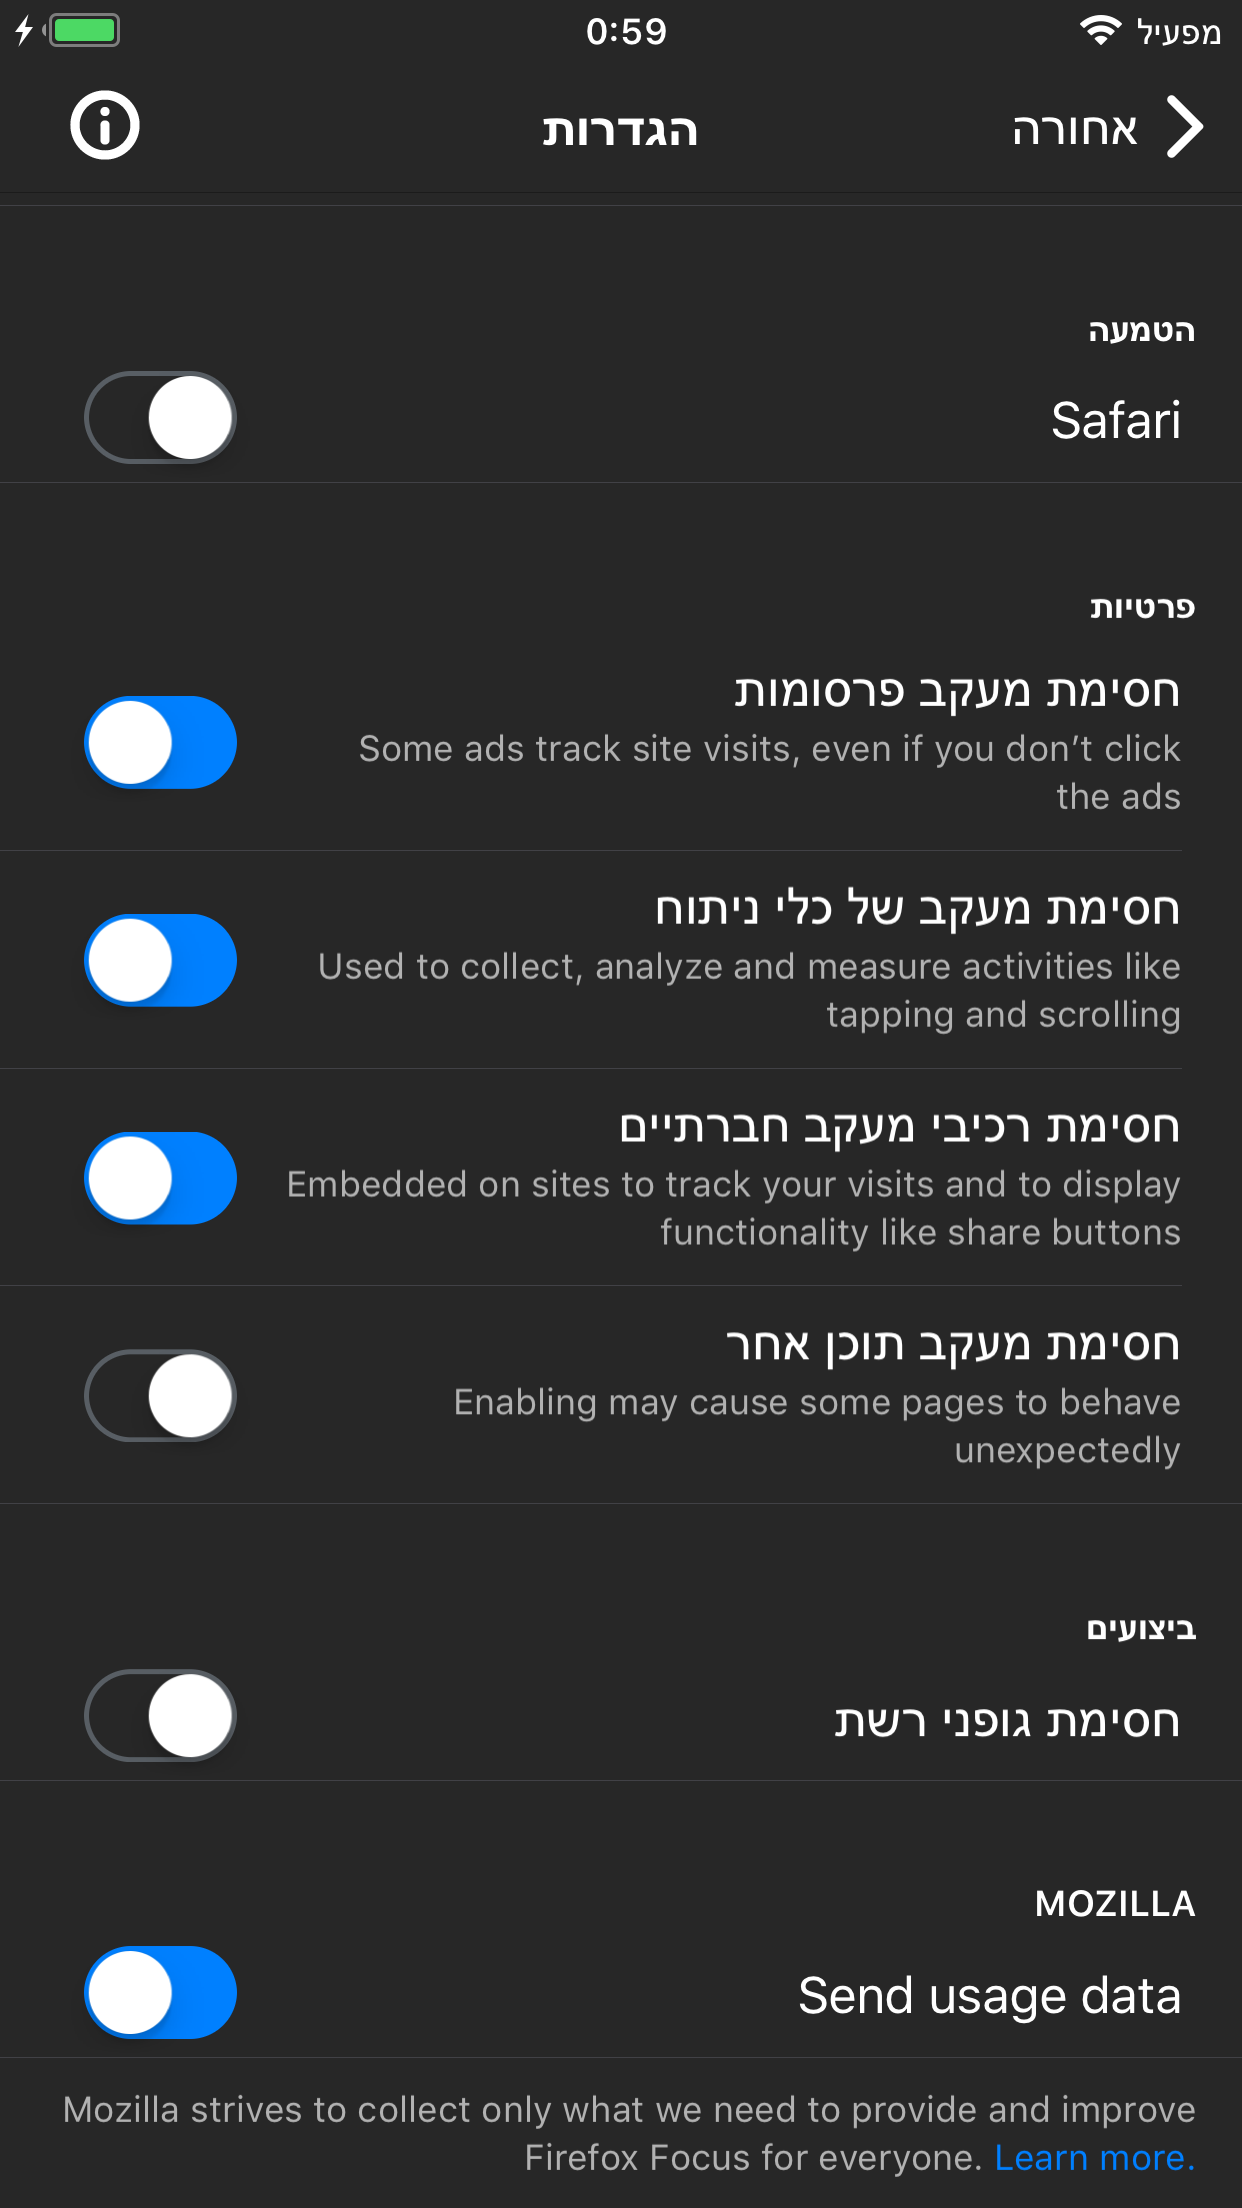 מפעיל
0:59
אחורה
הגדרות
הטמעה
Safari
פרטיות
חסימת מעקב פרסומות
Some ads track site visits, even if you don’t click
the ads
חסימת מעקב של כלי ניתוח
Used to collect, analyze and measure activities like
tapping and scrolling
חסימת רכיבי מעקב חברתיים
Embedded on sites to track your visits and to display
functionality like share buttons
חסימת מעקב תוכן אחר
Enabling may cause some pages to behave
unexpectedly
ביצועים
חסימת גופני רשת
MOZILLA
Send usage data
Mozilla strives to collect only what we need to provide and improve
Firefox Focus for everyone. Learn more.